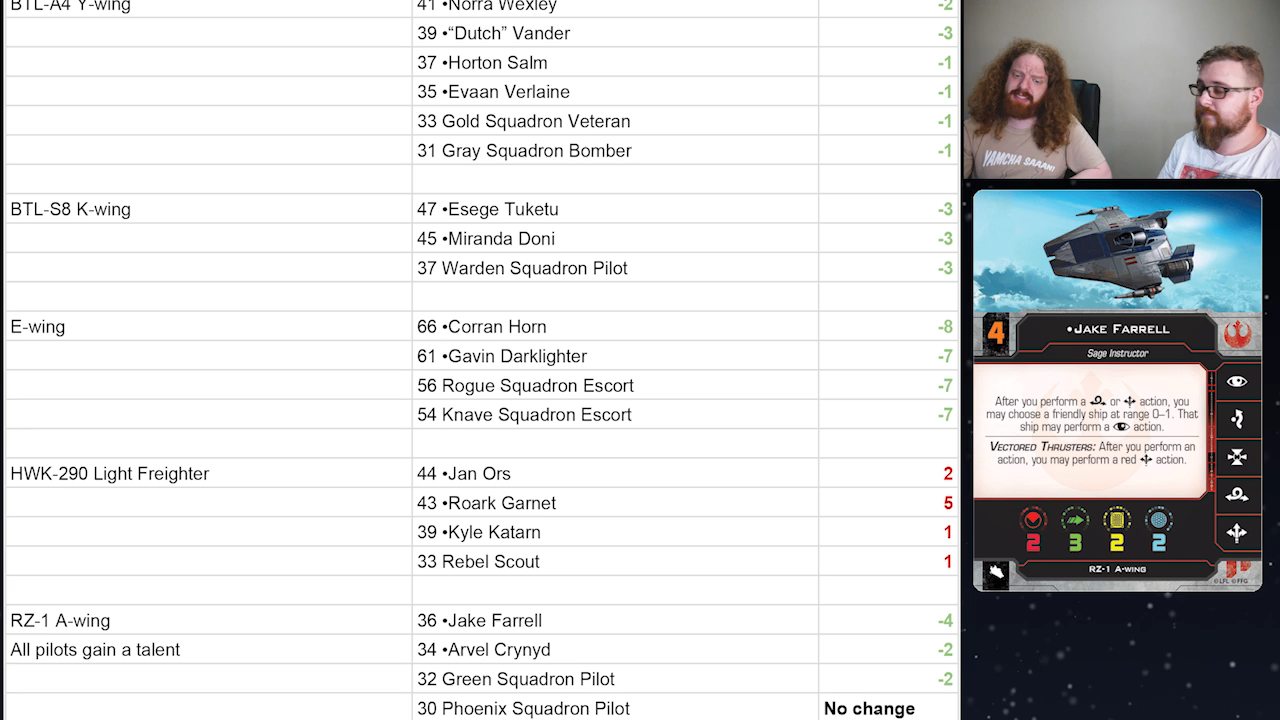 BTL-A4 Y-wing 41 •Norra Wexley -2
39 •“Dutch” Vander -3
37 •Horton Salm -1
35 •Evaan Verlaine -1
33 Gold Squadron Veteran -1
31 Gray Squadron Bomber -1
BTL-S8 K-wing 47 •Esege Tuketu -3
45 •Miranda Doni -3
37 Warden Squadron Pilot -3
E-wing 66 •Corran Horn -8
61 •Gavin Darklighter -7
56 Rogue Squadron Escort -7
54 Knave Squadron Escort -7
HWK-290 Light Freighter 44 •Jan Ors 2
43 •Roark Garnet 5
39 •Kyle Katarn 1
33 Rebel Scout 1
RZ-1 A-wing 36 •Jake Farrell -4
All pilots gain a talent 34 •Arvel Crynyd -2
32 Green Squadron Pilot -2
30 Phoenix Squadron Pilot No change
YAMCHA SAAAN!
4 •JAKE FARRELL
Sage Instructor
After you perform a or action, you
may choose a friendly ship at range 0–1. That
ship may perform a action.
VECTORED THRUSTERS: After you perform an
action, you may perform a red action.
2 3 2 2
RZ-1 A-WING
©LFL ©FFG